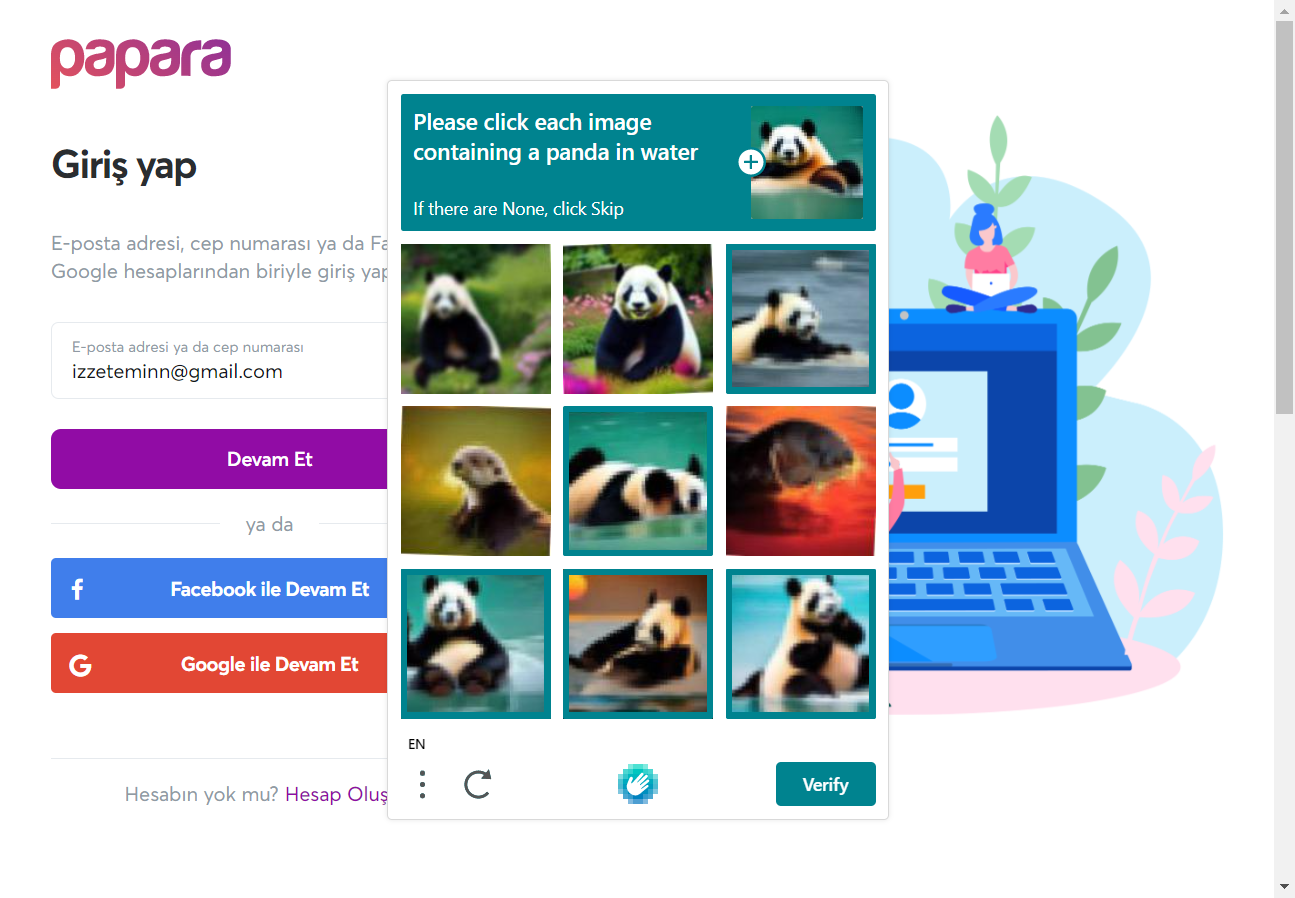 papara
Giriş yap
E-posta adresi, cep numarası ya da Fa
Google hesaplarından biriyle giriş yap
E-posta adresi ya da cep numarası
izzeteminn@gmail.com
Devam Et
ya da
Facebook ile Devam Et
Google ile Devam Et
Hesabın yok mu? Hesap Oluş
Please click each image
containing a panda in water
If there are None, click Skip
EN
Verify